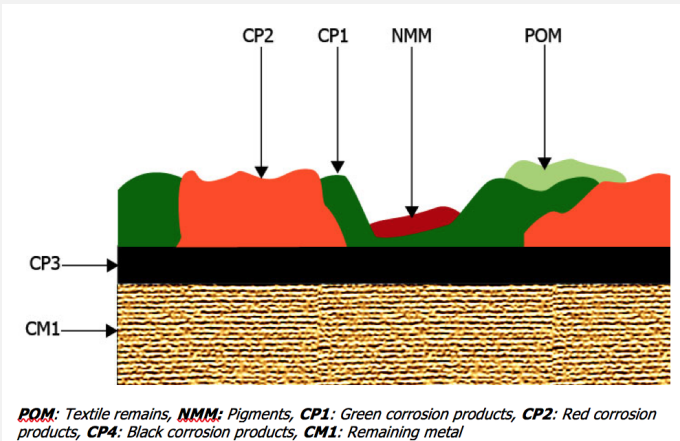 CP2 CP1 NMM POM
CP3
CM1
POM: Textile remains, NMM: Pigments, CP1: Green corrosion products, CP2: Red corrosion
products, CP4: Black corrosion products, CM1: Remaining metal